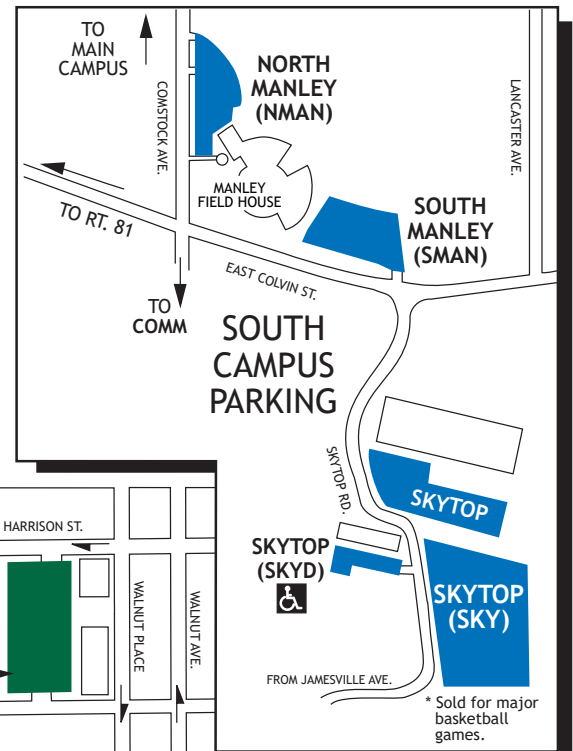 TO
MAIN
CAMPUS
COMSTOCK AVE.
NORTH
MANLEY
(NMAN)
LANCASTER AVE.
MANLEY
FIELD HOUSE
SOUTH
MANLEY
(SMAN)
TO RT. 81
EAST COLVIN ST.
TO
COMM
SOUTH
CAMPUS
PARKING
SKYTOP RD.
SKYTOP
HARRISON ST.
SKYTOP
(SKYD)
SKYTOP
(SKY)
WALNUT PLACE
WALNUT AVE.
FROM JAMESVILLE AVE.
* Sold for major
basketball
games.